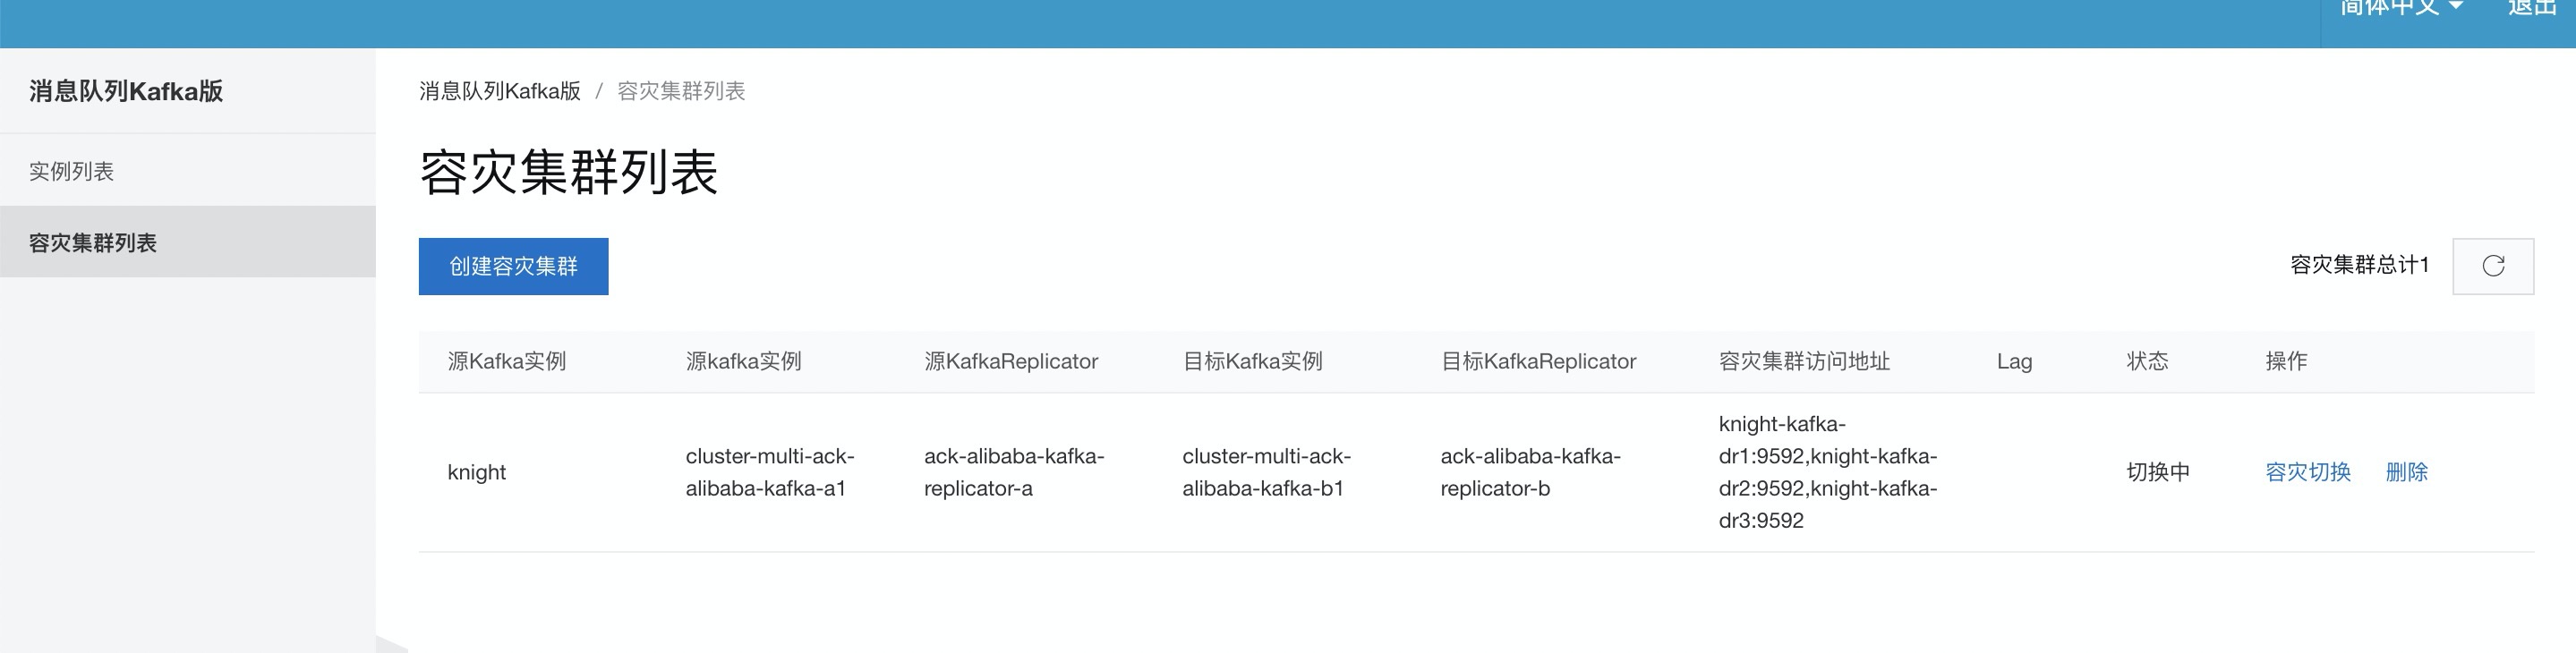 简体中文 退出
消息队列Kafka版
消息队列Kafka版 / 容灾集群列表
实例列表
容灾集群列表
容灾集群列表
创建容灾集群
容灾集群总计1
源Kafka实例 源kafka实例 源KafkaReplicator 目标Kafka实例 目标KafkaReplicator 容灾集群访问地址 Lag 状态 操作
knight
cluster-multi-ack-
alibaba-kafka-a1
ack-alibaba-kafka-
replicator-a
cluster-multi-ack-
alibaba-kafka-b1
ack-alibaba-kafka-
replicator-b
knight-kafka-
dr1:9592,knight-kafka-
dr2:9592,knight-kafka-
dr3:9592
切换中
容灾切换 删除